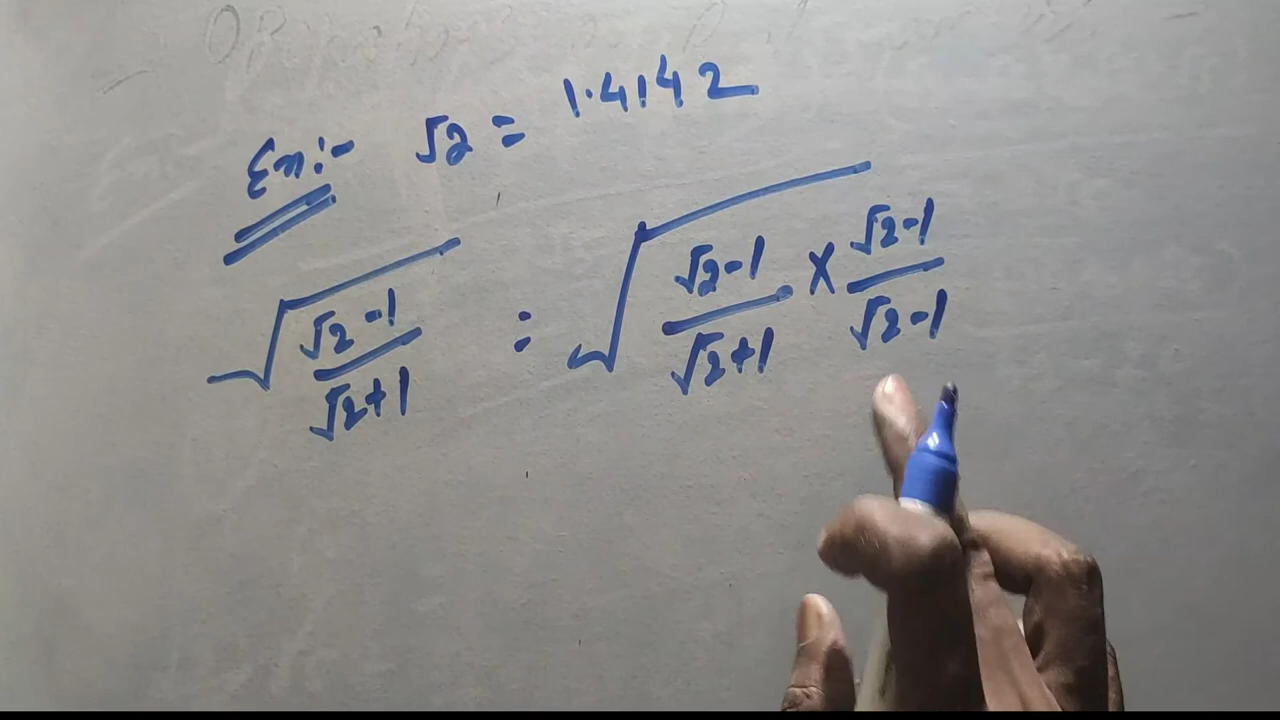 Ex:- √2 = 1.4142
√((√2-1)/(√2+1)) = √((√2-1)/(√2+1) × (√2-1)/(√2-1))